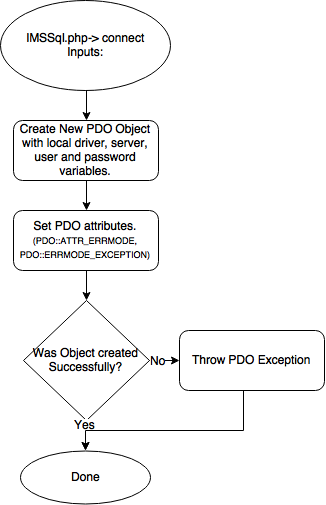 IMSSql.php-> connect
Inputs:
Create New PDO Object
with local driver, server,
user and password
variables.
Set PDO attributes.
(PDO::ATTR_ERRMODE,
PDO::ERRMODE_EXCEPTION)
Was Object created
Successfully?
No
Throw PDO Exception
Yes
Done